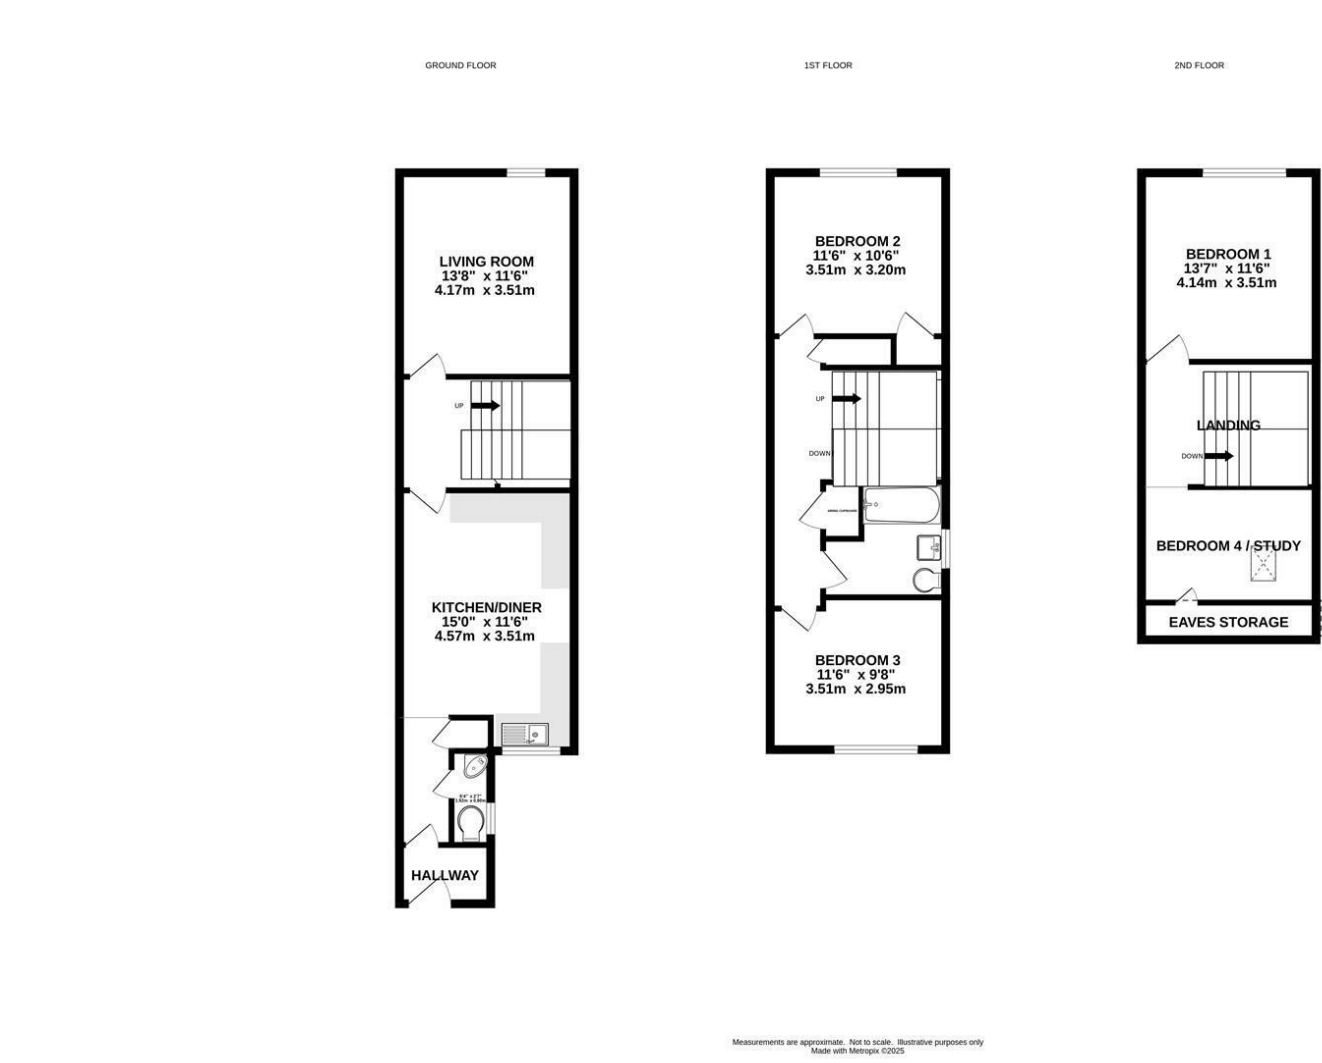 GROUND FLOOR
1ST FLOOR
2ND FLOOR
LIVING ROOM
13'8" x 11'6"
4.17m x 3.51m
UP
KITCHEN/DINER
15'0" x 11'6"
4.57m x 3.51m
HALLWAY
BEDROOM 2
11'6" x 10'6"
3.51m x 3.20m
UP
DOWN
BEDROOM 3
11'6" x 9'8"
3.51m x 2.95m
BEDROOM 1
13'7" x 11'6"
4.14m x 3.51m
LANDING
DOWN
BEDROOM 4 / STUDY
EAVES STORAGE
Measurements are approximate. Not to scale. Illustrative purposes only
Made with Metropix ©2025